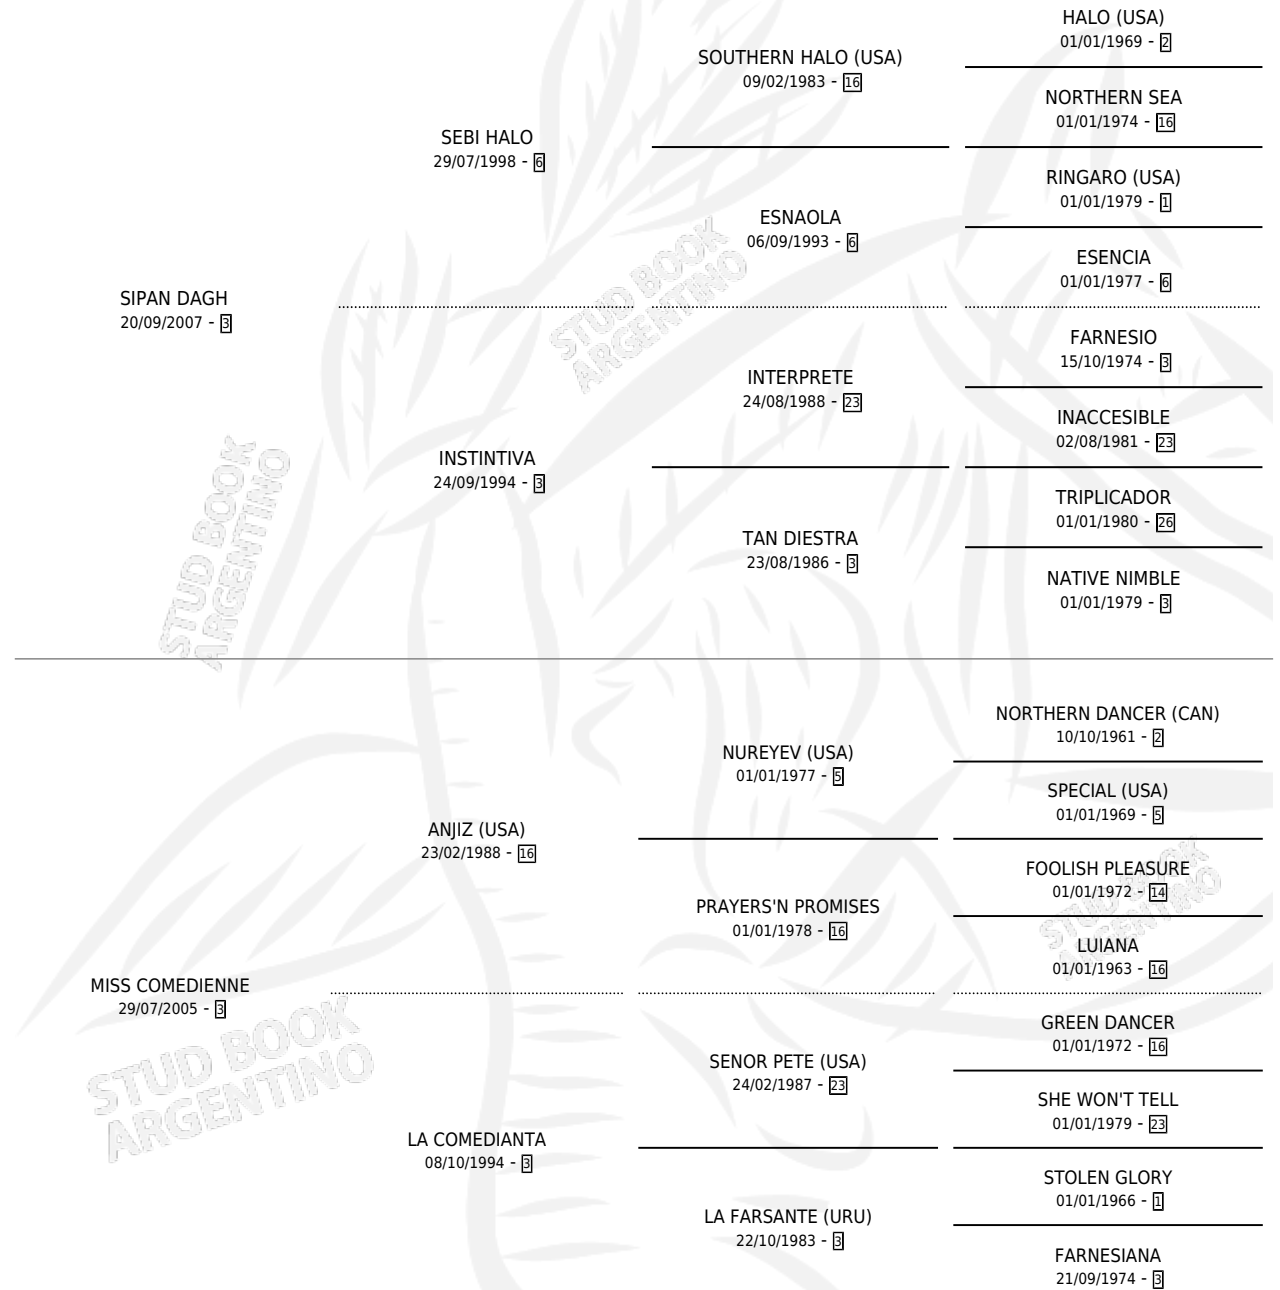 HALO (USA)
01/01/1969 - 2
SOUTHERN HALO (USA)
09/02/1983 - 16
NORTHERN SEA
01/01/1974 - 16
SEBI HALO
29/07/1998 - 6
RINGARO (USA)
01/01/1979 - 1
ESNAOLA
06/09/1993 - 6
ESENCIA
01/01/1977 - 6
SIPAN DAGH
20/09/2007 - 3
STUD BOOK
ARGENTINO
FARNESIO
15/10/1974 - 3
INTERPRETE
24/08/1988 - 23
INACCESIBLE
02/08/1981 - 23
INSTINTIVA
24/09/1994 - 3
TRIPLICADOR
01/01/1980 - 26
TAN DIESTRA
23/08/1986 - 3
NATIVE NIMBLE
01/01/1979 - 3
STUD BOOK
ARGENTINO
NORTHERN DANCER (CAN)
10/10/1961 - 2
NUREYEV (USA)
01/01/1977 - 5
SPECIAL (USA)
01/01/1969 - 5
ANJIZ (USA)
23/02/1988 - 16
FOOLISH PLEASURE
01/01/1972 - 14
PRAYERS'N PROMISES
01/01/1978 - 16
LUIANA
01/01/1963 - 16
STUD BOOK
ARGENTINO
MISS COMEDIENNE
29/07/2005 - 3
GREEN DANCER
01/01/1972 - 16
SENOR PETE (USA)
24/02/1987 - 23
SHE WON'T TELL
01/01/1979 - 23
STUD BOOK
ARGENTINO
LA COMEDIANTA
08/10/1994 - 3
STOLEN GLORY
01/01/1966 - 1
LA FARSANTE (URU)
22/10/1983 - 3
FARNESIANA
21/09/1974 - 3